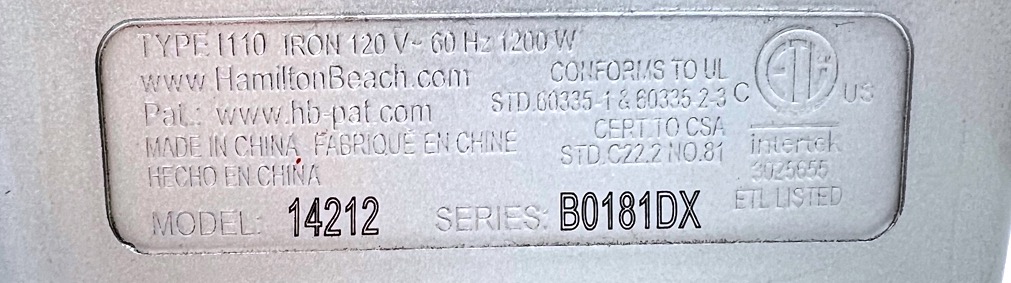 TYPE I110 IRON 120 V~ 60 Hz 1200 W
www.HamiltonBeach.com
Pat.: www.hb-pat.com
MADE IN CHINA FABRIQUÉ EN CHINE
HECHO EN CHINA
CONFORMS TO UL
STD.60335-1 & 60335-2-3
CERT.TO CSA
STD.C22.2 NO.81
C ETL US
intertek
3025655
ETL LISTED
MODEL: 14212 SERIES: B0181DX